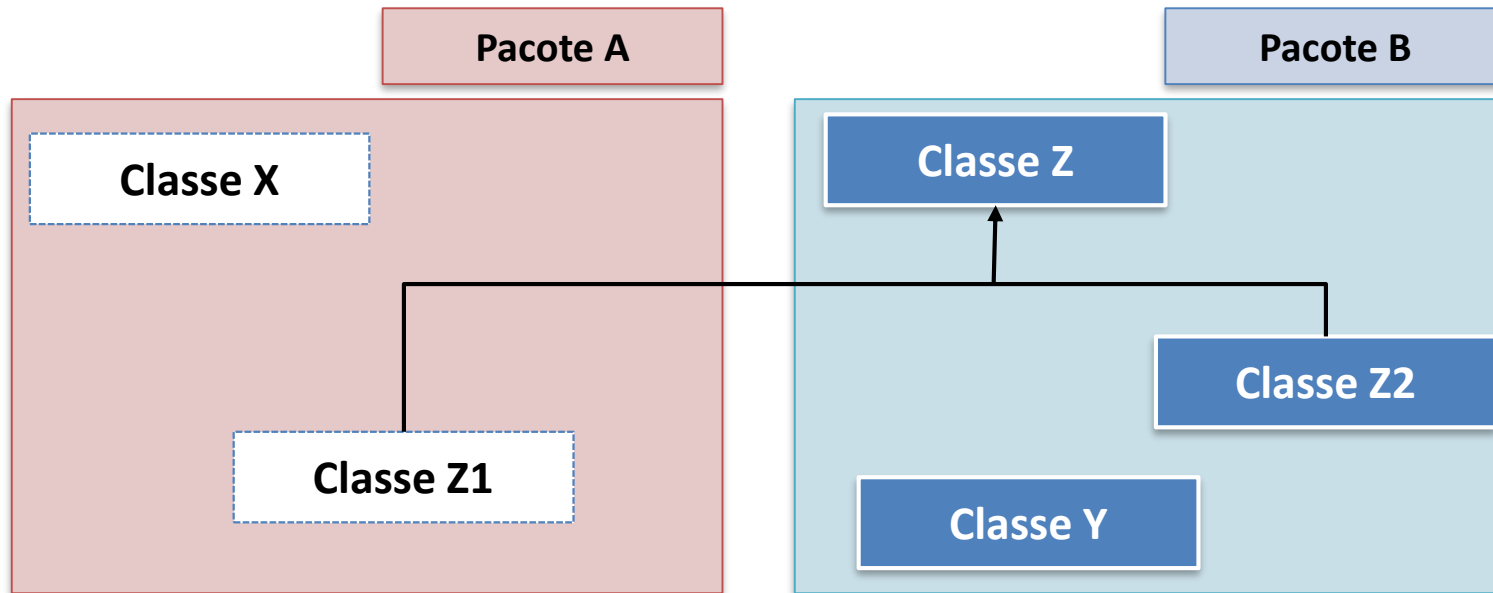 Pacote A
Pacote B
Classe X
Classe Z
Classe Z2
Classe Z1
Classe Y